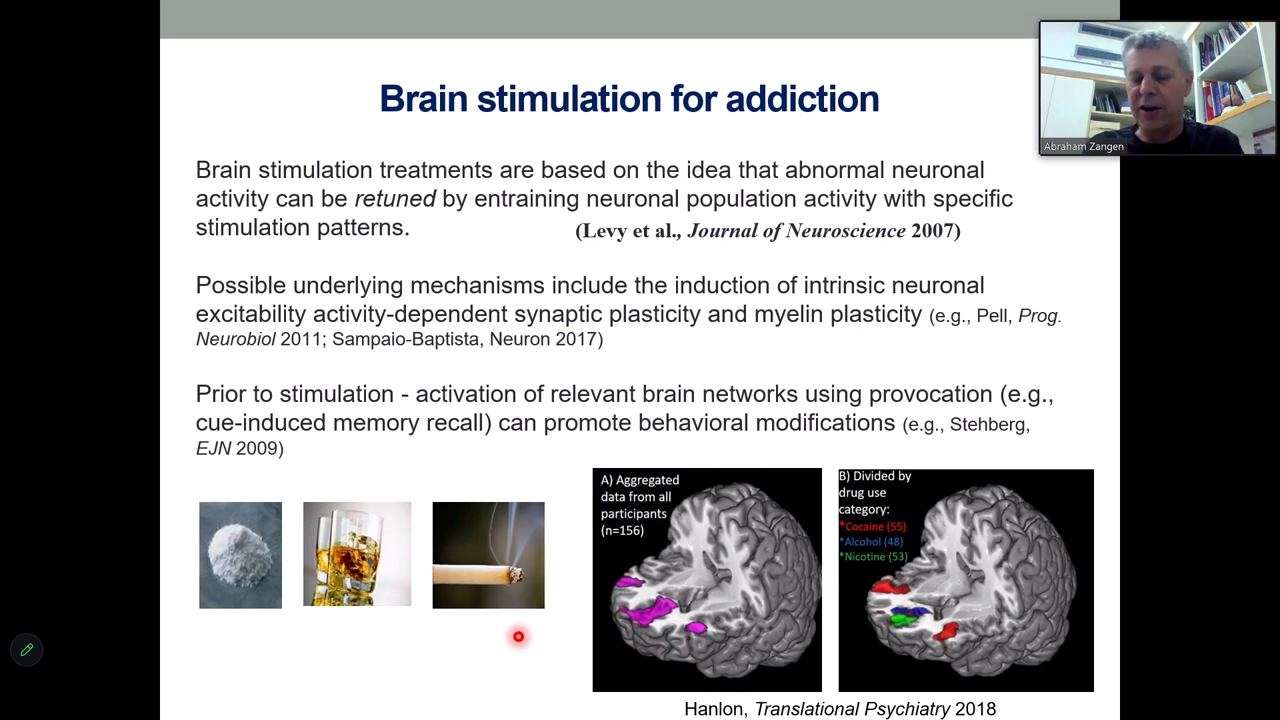 Brain stimulation for addiction
Abraham Zangen
Brain stimulation treatments are based on the idea that abnormal neuronal
activity can be retuned by entraining neuronal population activity with specific
stimulation patterns.
(Levy et al., Journal of Neuroscience 2007)
Possible underlying mechanisms include the induction of intrinsic neuronal
excitability activity-dependent synaptic plasticity and myelin plasticity (e.g., Pell, Prog.
Neurobiol 2011; Sampaio-Baptista, Neuron 2017)
Prior to stimulation - activation of relevant brain networks using provocation (e.g.,
cue-induced memory recall) can promote behavioral modifications (e.g., Stehberg,
EJN 2009)
A) Aggregated
data from all
participants
(n=156)
B) Divided by
drug use
category:
*Cocaine (55)
*Alcohol (48)
*Nicotine (53)
Hanlon, Translational Psychiatry 2018